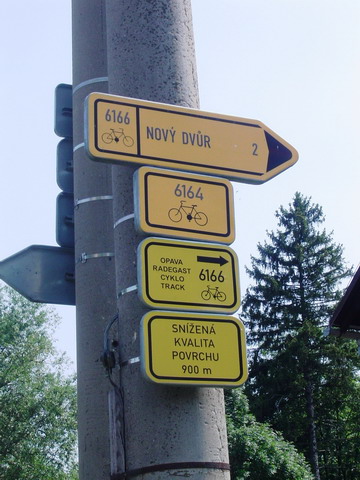 6166
NOVÝ DVŮR 2
6164
OPAVA
RADEGAST
CYKLO
TRACK
6166
SNÍŽENÁ
KVALITA
POVRCHU
900 m